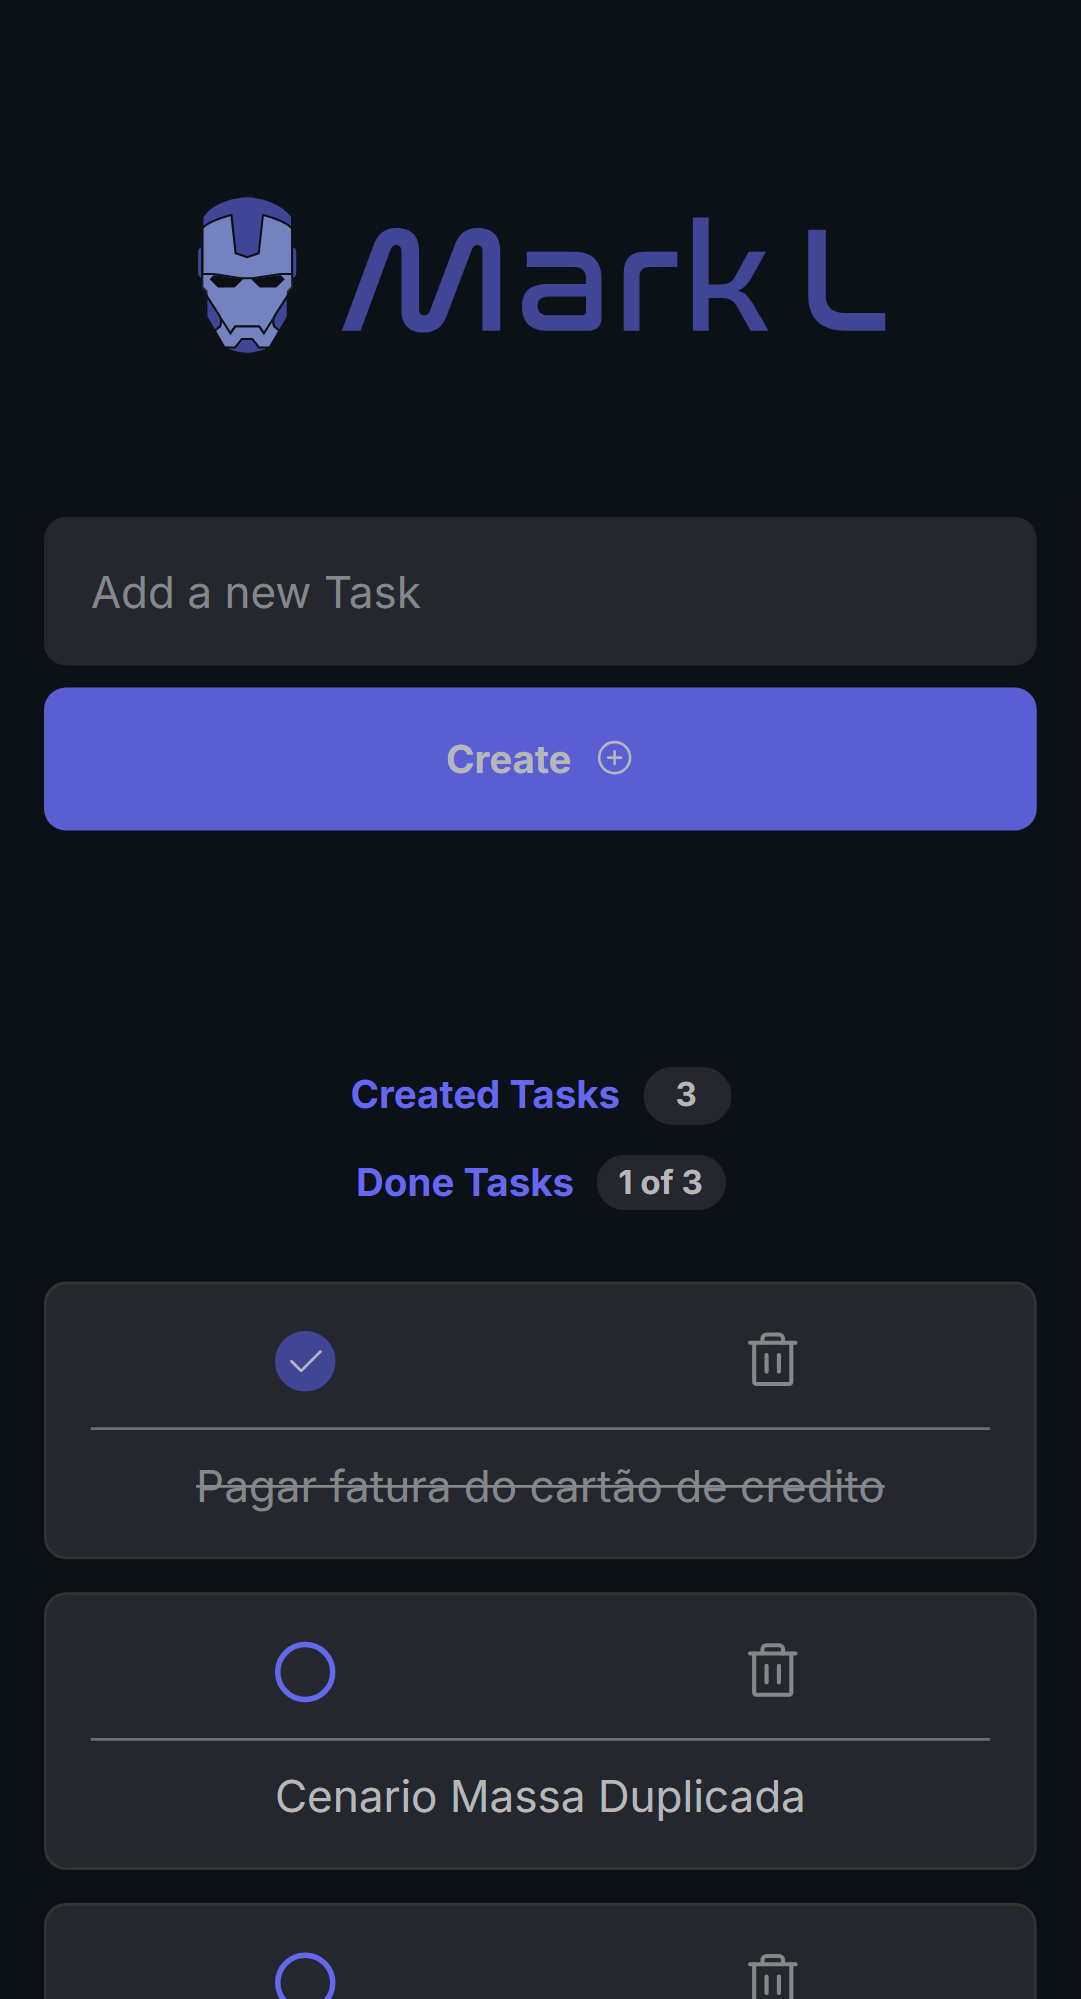 Mark L
Add a new Task
Create
Created Tasks 3
Done Tasks 1 of 3
Pagar fatura do cartão de credito
Cenario Massa Duplicada